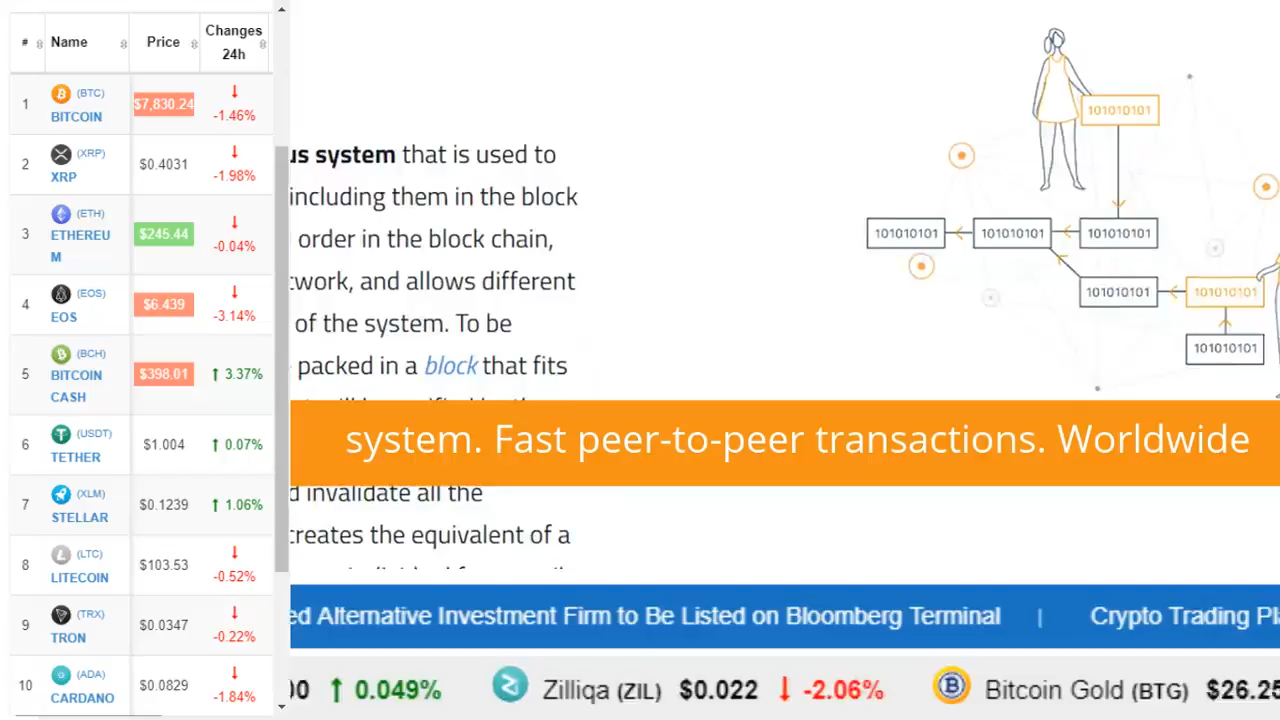 # Name Price Changes 24h
1 (BTC) BITCOIN $7,830.24 ↓ -1.46%
2 (XRP) XRP $0.4031 ↓ -1.98%
3 (ETH) ETHEREUM $245.44 ↓ -0.04%
4 (EOS) EOS $6.439 ↓ -3.14%
5 (BCH) BITCOIN CASH $398.01 ↑ 3.37%
6 (USDT) TETHER $1.004 ↑ 0.07%
7 (XLM) STELLAR $0.1239 ↑ 1.06%
8 (LTC) LITECOIN $103.53 ↓ -0.52%
9 (TRX) TRON $0.0347 ↓ -0.22%
10 (ADA) CARDANO $0.0829 ↓ -1.84%
us system that is used to
including them in the block
order in the block chain,
twork, and allows different
of the system. To be
packed in a block that fits
system. Fast peer-to-peer transactions. Worldwide
d invalidate all the
creates the equivalent of a
101010101
101010101 101010101 101010101
101010101 101010101
101010101
ed Alternative Investment Firm to Be Listed on Bloomberg Terminal | Crypto Trading Pl
00 ↑ 0.049% Zilliqa (ZIL) $0.022 ↓ -2.06% Bitcoin Gold (BTG) $26.25